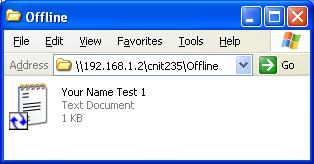 Offline
File Edit View Favorites Tools Help
Address \\192.168.1.2\cnit235\Offline Go
Your Name Test 1
Text Document
1 KB